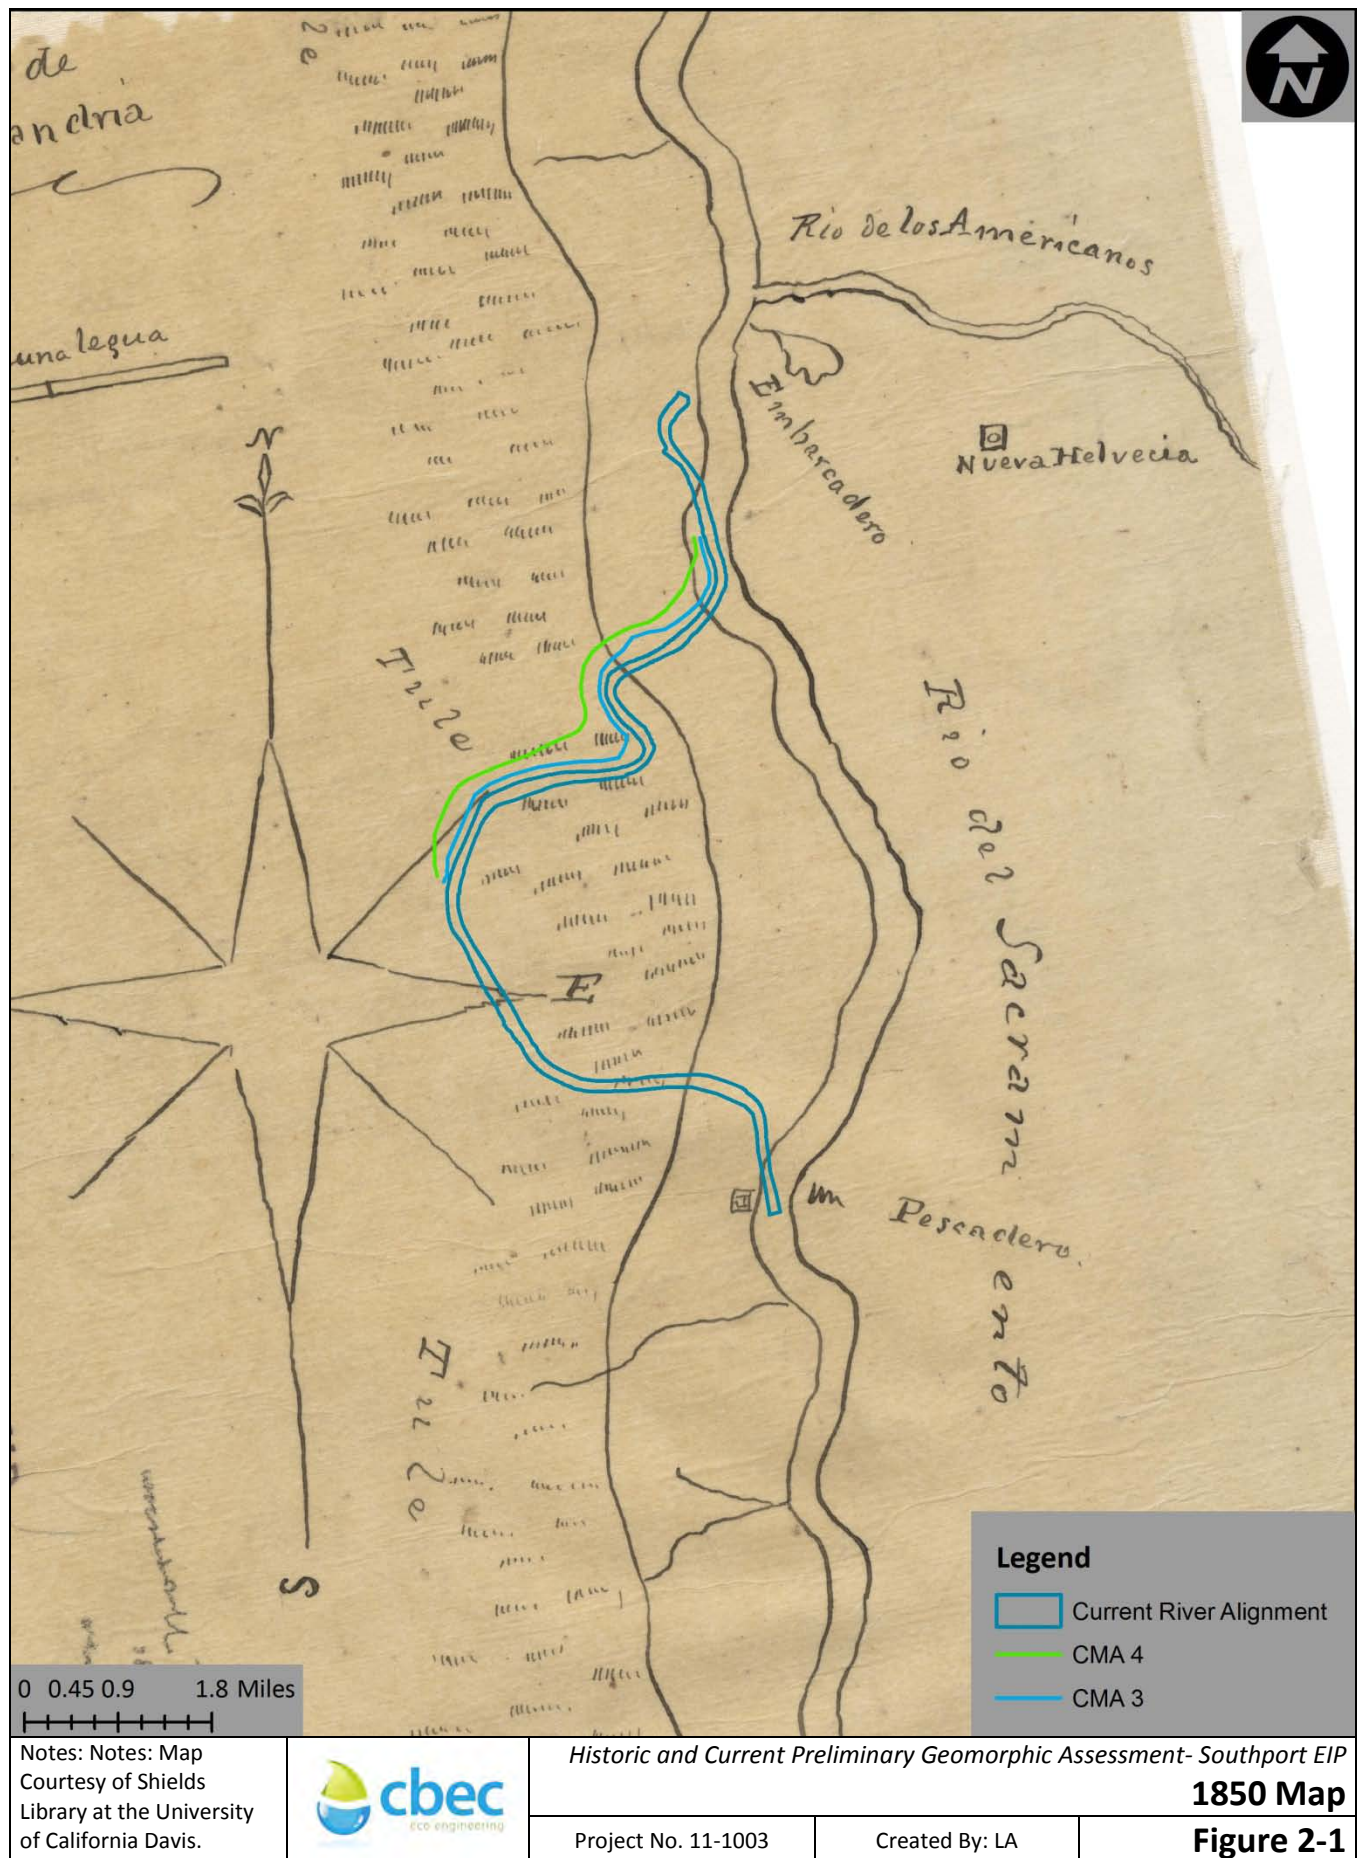 de
andria
una legua
N
Rio de los Américanos
Embarcadero
Nueva Helvecia
Tule
E
Rio del Sacramento
Pescadero.
Tule
S
N
Legend
Current River Alignment
CMA 4
CMA 3
0 0.45 0.9 1.8 Miles
Notes: Notes: Map
Courtesy of Shields
Library at the University
of California Davis.
cbec
eco engineering
Historic and Current Preliminary Geomorphic Assessment- Southport EIP
1850 Map
Project No. 11-1003
Created By: LA
Figure 2-1